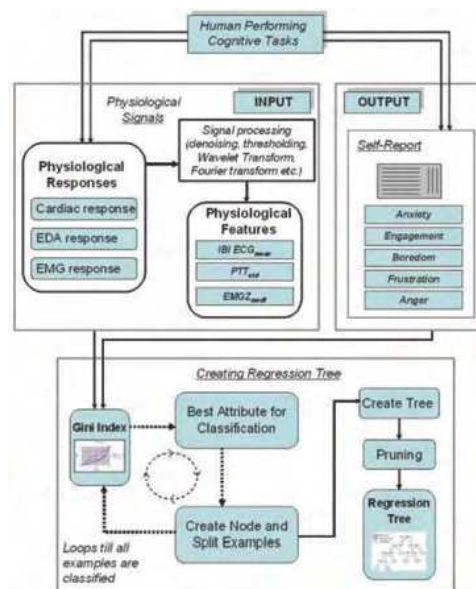 Human Performing
Cognitive Tasks
Physiological
Signals
INPUT
Signal processing
(denoising, thresholding,
Wavelet Transform,
Fourier transform etc.)
Physiological
Responses
Cardiac response
EDA response
EMG response
Physiological
Features
IBI ECGmean
PTTstd
OUTPUT
Self-Report
Anxiety
Engagement
Boredom
Frustration
Anger
Creating Regression Tree
Gini Index
Best Attribute for
Classification
Create Node and
Split Examples
Loops till all
examples are
classified
Create Tree
Pruning
Regression
Tree